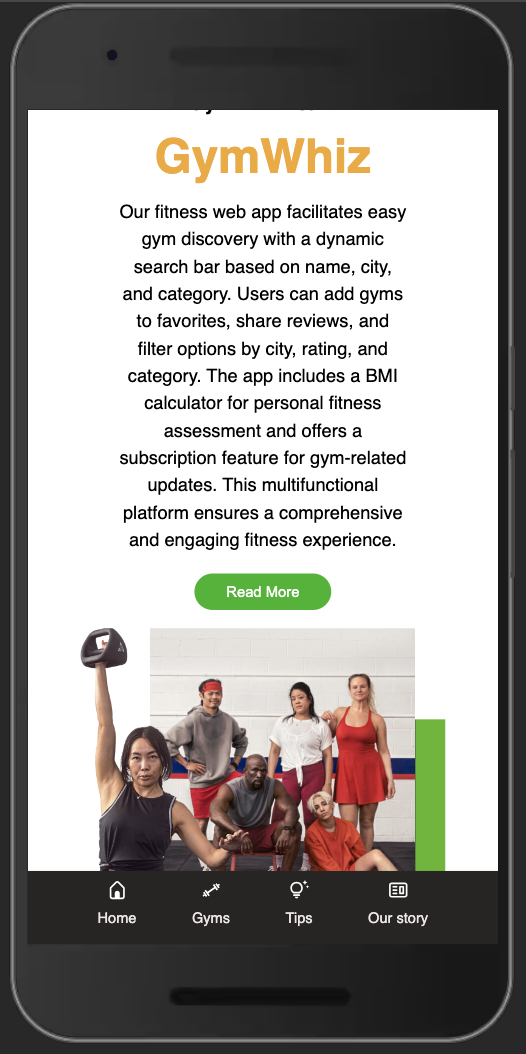 GymWhiz
Our fitness web app facilitates easy
gym discovery with a dynamic
search bar based on name, city,
and category. Users can add gyms
to favorites, share reviews, and
filter options by city, rating, and
category. The app includes a BMI
calculator for personal fitness
assessment and offers a
subscription feature for gym-related
updates. This multifunctional
platform ensures a comprehensive
and engaging fitness experience.
Read More
Home
Gyms
Tips
Our story